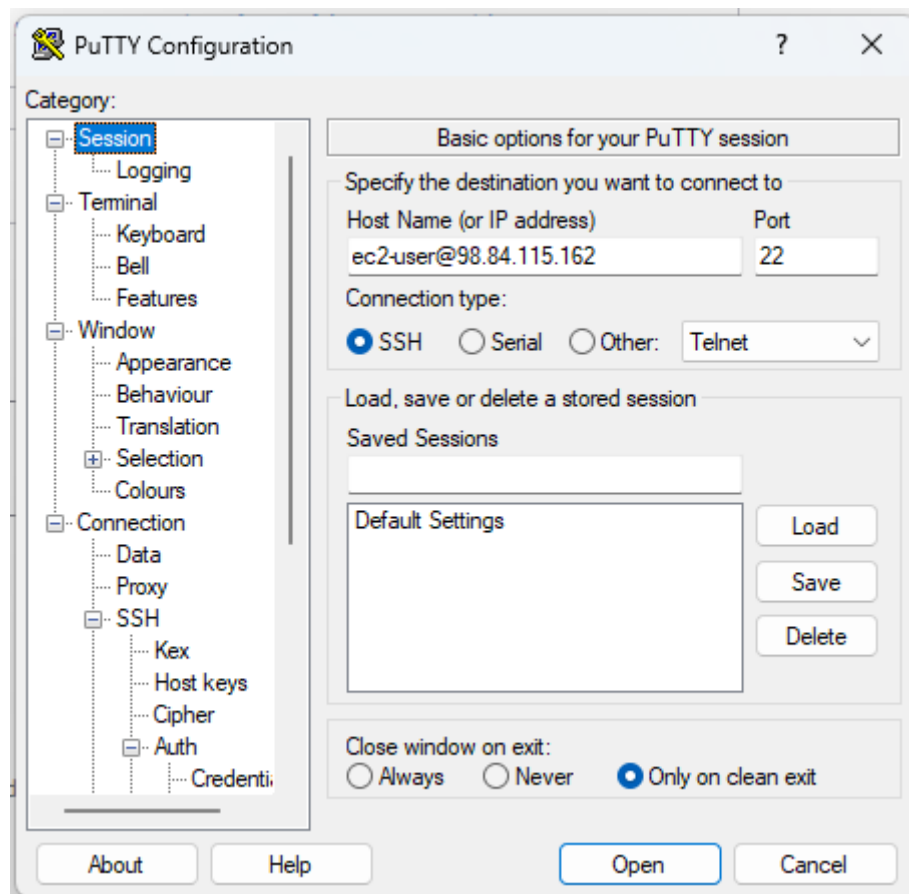 PuTTY Configuration
?
Category:
Session
Logging
Terminal
Keyboard
Bell
Features
Window
Appearance
Behaviour
Translation
Selection
Colours
Connection
Data
Proxy
SSH
Kex
Host keys
Cipher
Auth
Credentia
Basic options for your PuTTY session
Specify the destination you want to connect to
Host Name (or IP address) Port
ec2-user@98.84.115.162 22
Connection type:
SSH Serial Other: Telnet
Load, save or delete a stored session
Saved Sessions
Default Settings
Load
Save
Delete
Close window on exit:
Always Never Only on clean exit
About Help Open Cancel